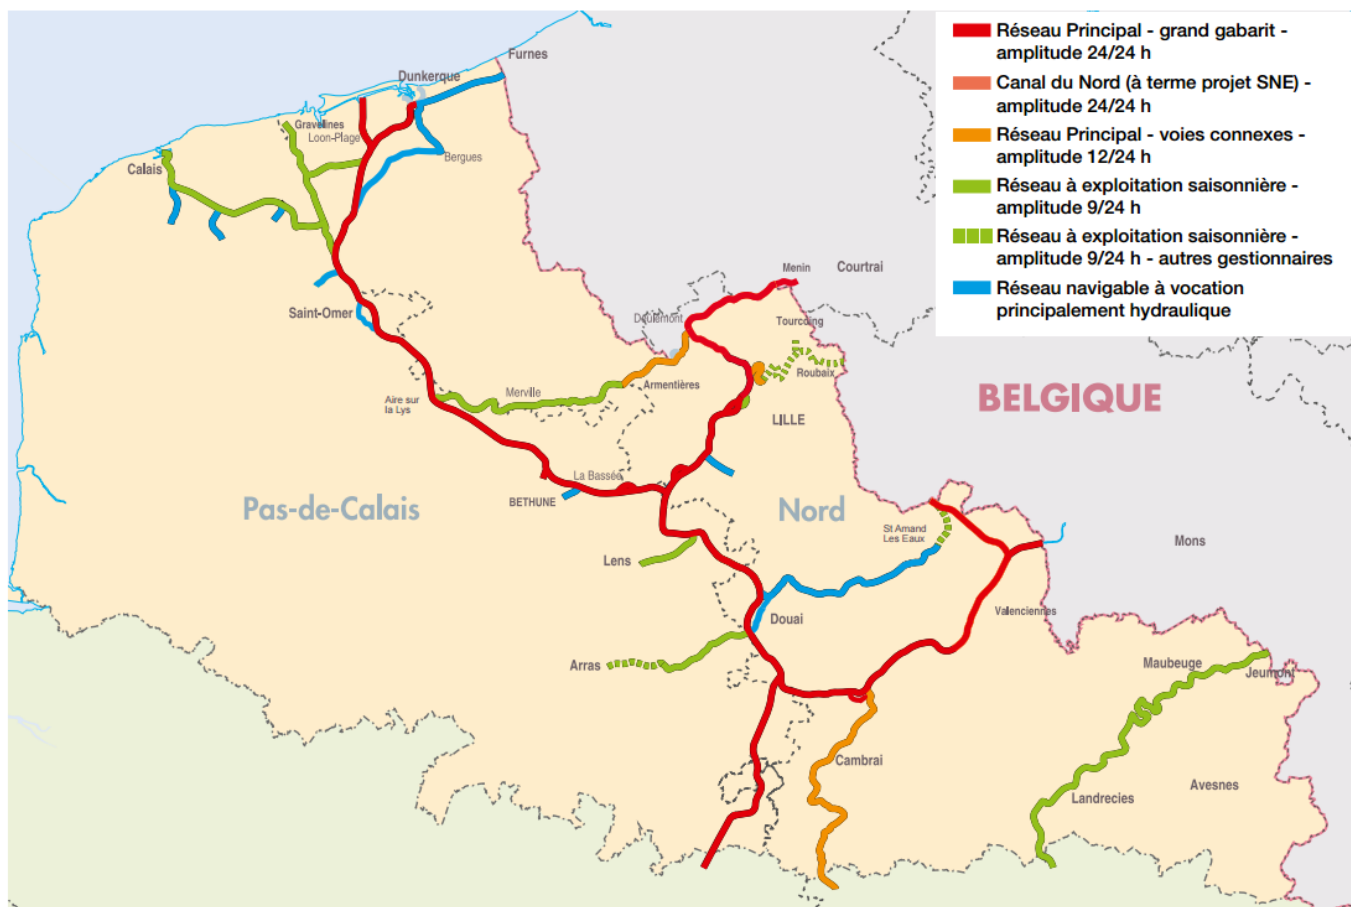 Réseau Principal - grand gabarit -
amplitude 24/24 h
Canal du Nord (à terme projet SNE) -
amplitude 24/24 h
Réseau Principal - voies connexes -
amplitude 12/24 h
Réseau à exploitation saisonnière -
amplitude 9/24 h
Réseau à exploitation saisonnière -
amplitude 9/24 h - autres gestionnaires
Réseau navigable à vocation
principalement hydraulique
Furnes
Dunkerque
Gravelines
Loon-Plage
Bergues
Calais
Menin
Courtrai
Saint-Omer
Deulemont
Tourcoing
Roubaix
Armentières
Merville
Aire sur
la Lys
LILLE
BELGIQUE
La Bassée
BETHUNE
Pas-de-Calais
Nord
St Amand
Les Eaux
Mons
Lens
Douai
Valenciennes
Arras
Maubeuge
Jeumont
Cambrai
Landrecies
Avesnes